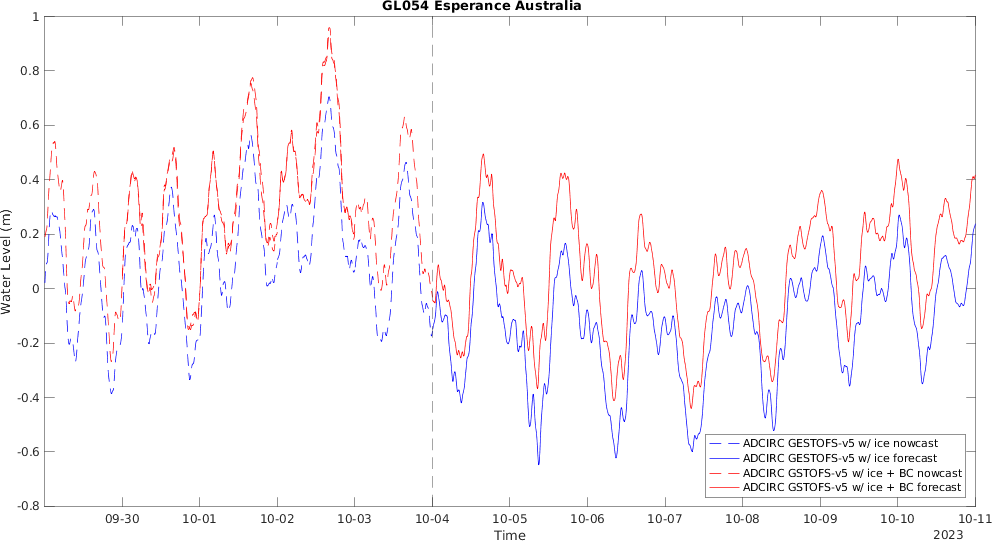 GL054 Esperance Australia
Water Level (m)
1
0.8
0.6
0.4
0.2
0
-0.2
-0.4
-0.6
-0.8
ADCIRC GESTOFS-v5 w/ ice nowcast
ADCIRC GESTOFS-v5 w/ ice forecast
ADCIRC GSTOFS-v5 w/ ice + BC nowcast
ADCIRC GSTOFS-v5 w/ ice + BC forecast
09-30 10-01 10-02 10-03 10-04 10-05 10-06 10-07 10-08 10-09 10-10 10-11
Time
2023